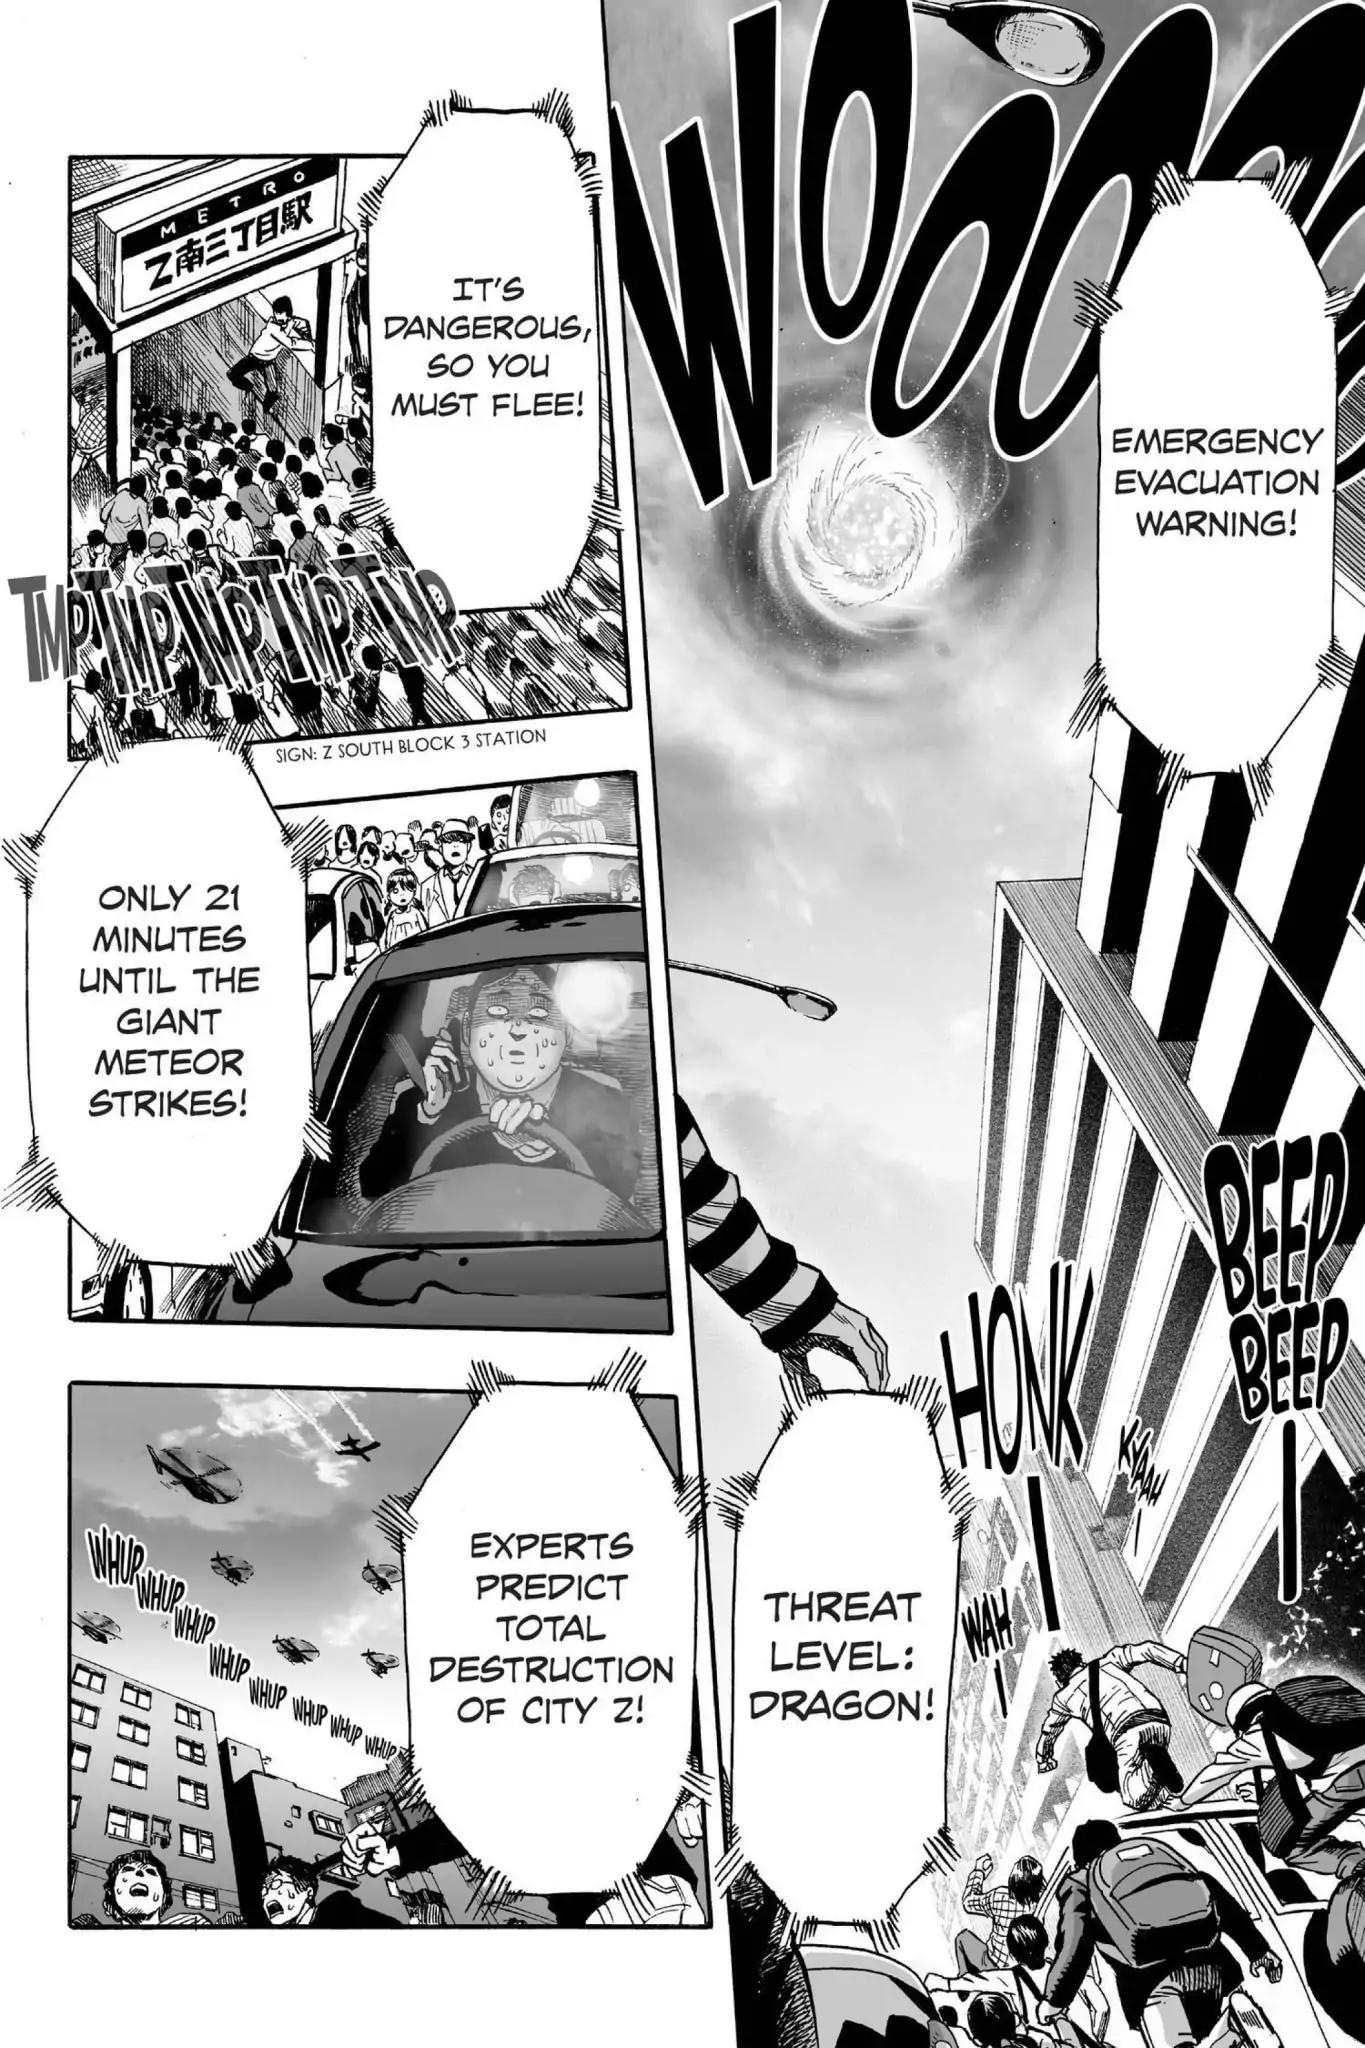 WOOOOO
EMERGENCY
EVACUATION
WARNING!
BEEP
BEEP
HONK
KYAAH
WAH
THREAT
LEVEL:
DRAGON!
METRO
Z南三丁目駅
IT'S
DANGEROUS,
SO YOU
MUST FLEE!
TMP TMP TMP TMP TMP
SIGN: Z SOUTH BLOCK 3 STATION
ONLY 21
MINUTES
UNTIL THE
GIANT
METEOR
STRIKES!
EXPERTS
PREDICT
TOTAL
DESTRUCTION
OF CITY Z!
WHUP WHUP WHUP WHUP WHUP WHUP WHUP WHUP